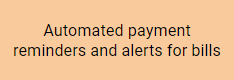 Automated payment
reminders and alerts for bills